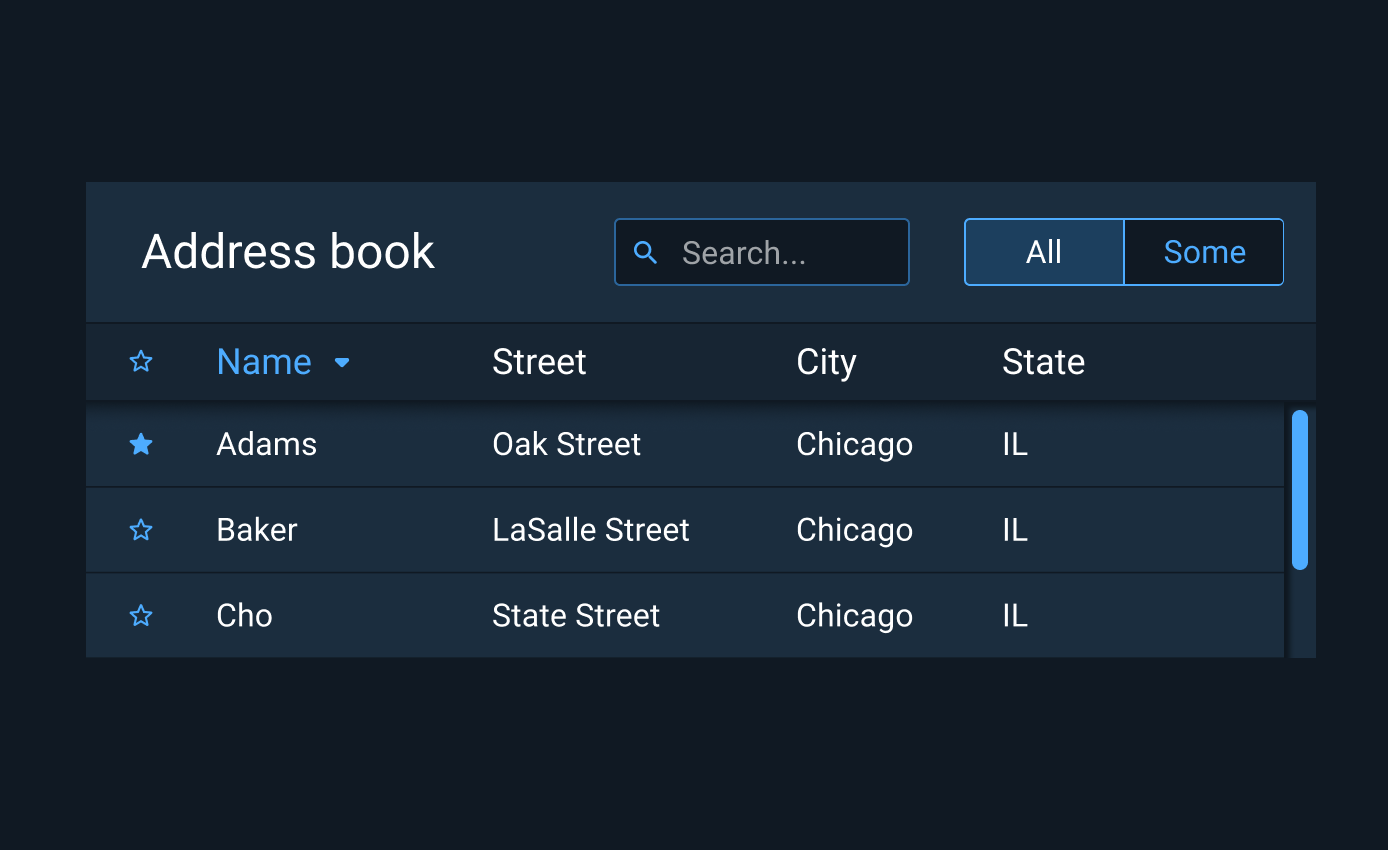 Address book Search... All Some
Name Street City State
Adams Oak Street Chicago IL
Baker LaSalle Street Chicago IL
Cho State Street Chicago IL